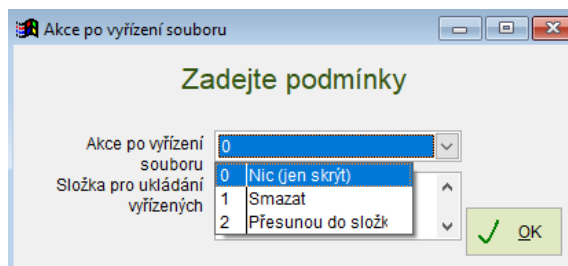 Akce po vyřízení souboru
Zadejte podmínky
Akce po vyřízení souboru
0
0 Nic (jen skrýt)
1 Smazat
2 Přesunou do složk
Složka pro ukládání vyřízených
OK